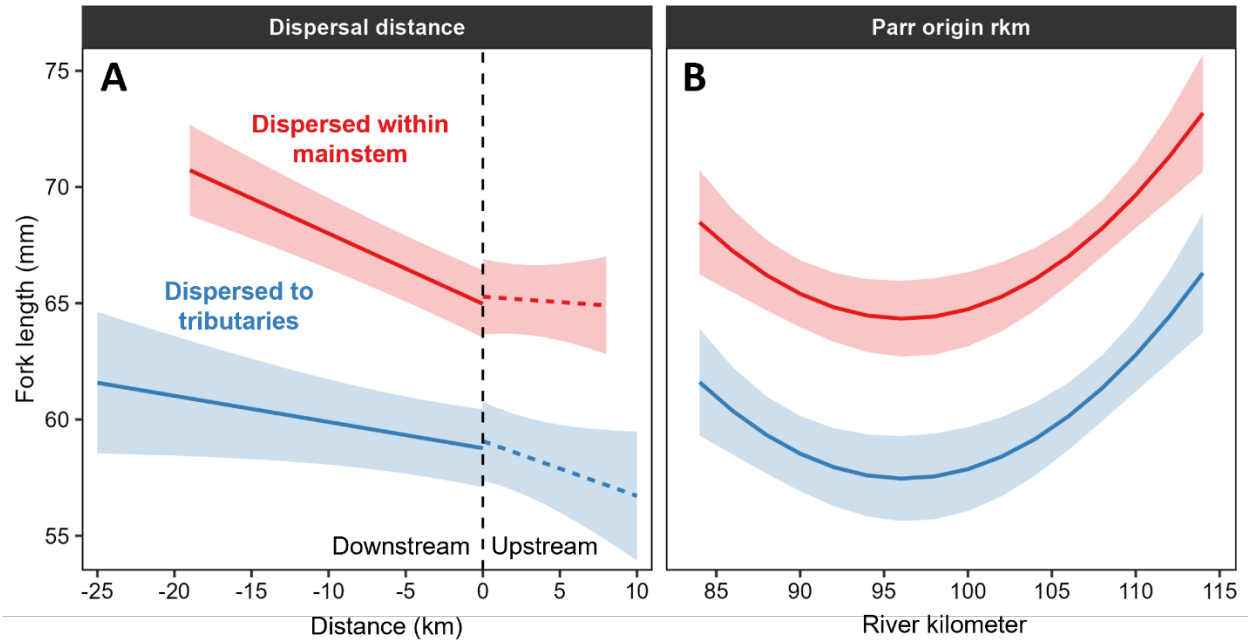 Dispersal distance
Parr origin rkm
A
B
Dispersed within
mainstem
Dispersed to
tributaries
Downstream
Upstream
Fork length (mm)
75
70
65
60
55
-25
-20
-15
-10
-5
0
5
10
85
90
95
100
105
110
115
Distance (km)
River kilometer